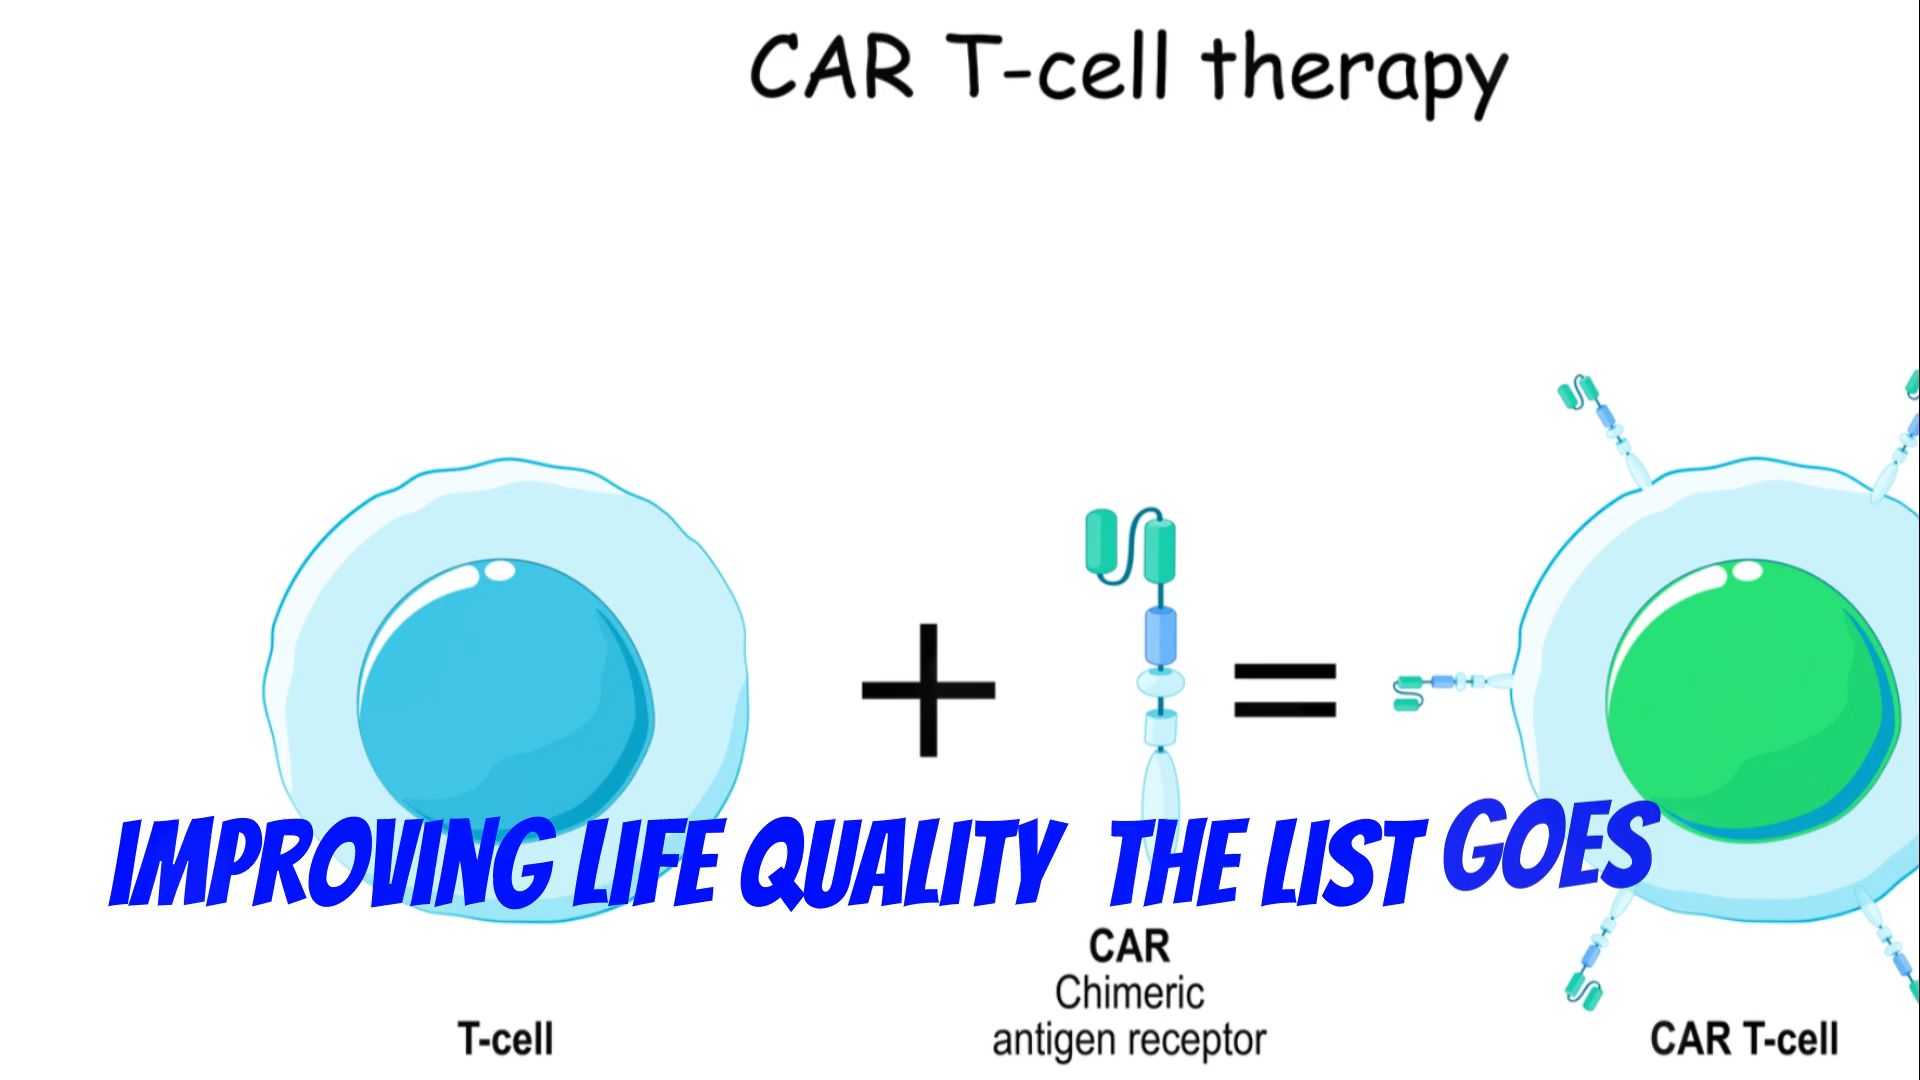 CAR T-cell therapy
IMPROVING LIFE QUALITY THE LIST GOES
CAR
Chimeric
antigen receptor
T-cell
CAR T-cell